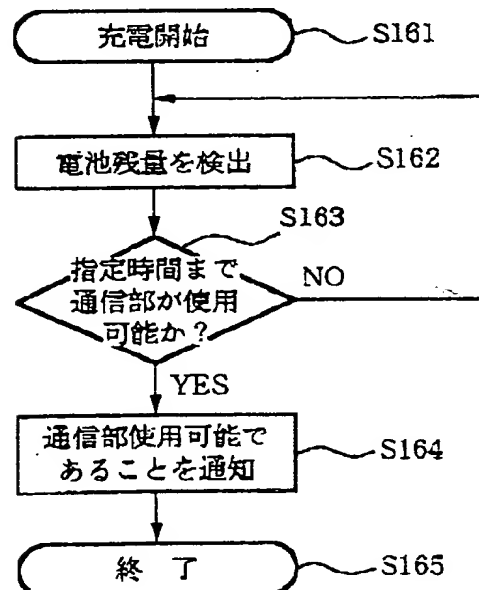 充電開始
S161
電池残量を検出
S162
S163
指定時間まで
通信部が使用
可能か？
NO
YES
通信部使用可能で
あることを通知
S164
終 了
S165